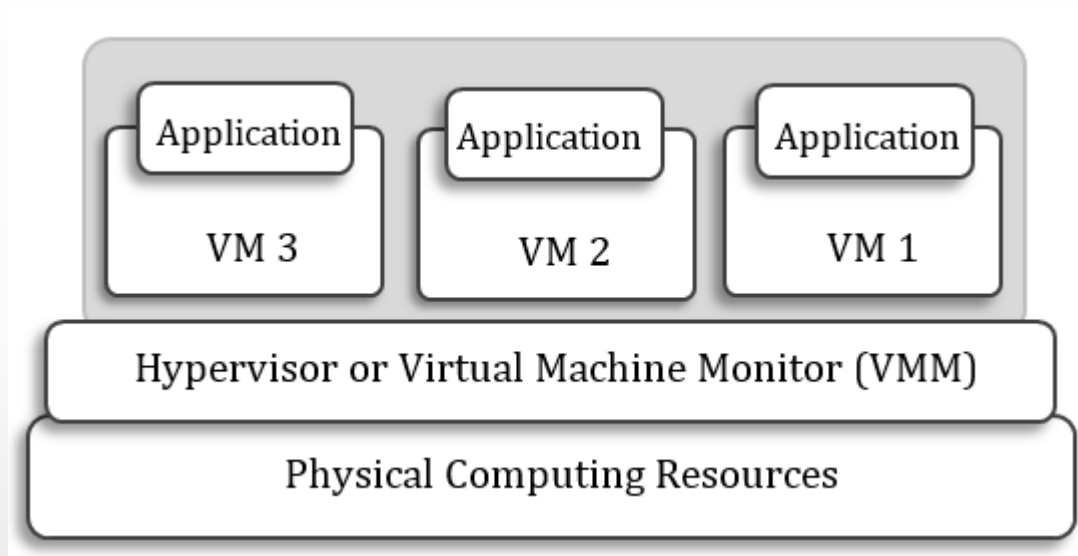 Application
Application
Application
VM 3
VM 2
VM 1
Hypervisor or Virtual Machine Monitor (VMM)
Physical Computing Resources